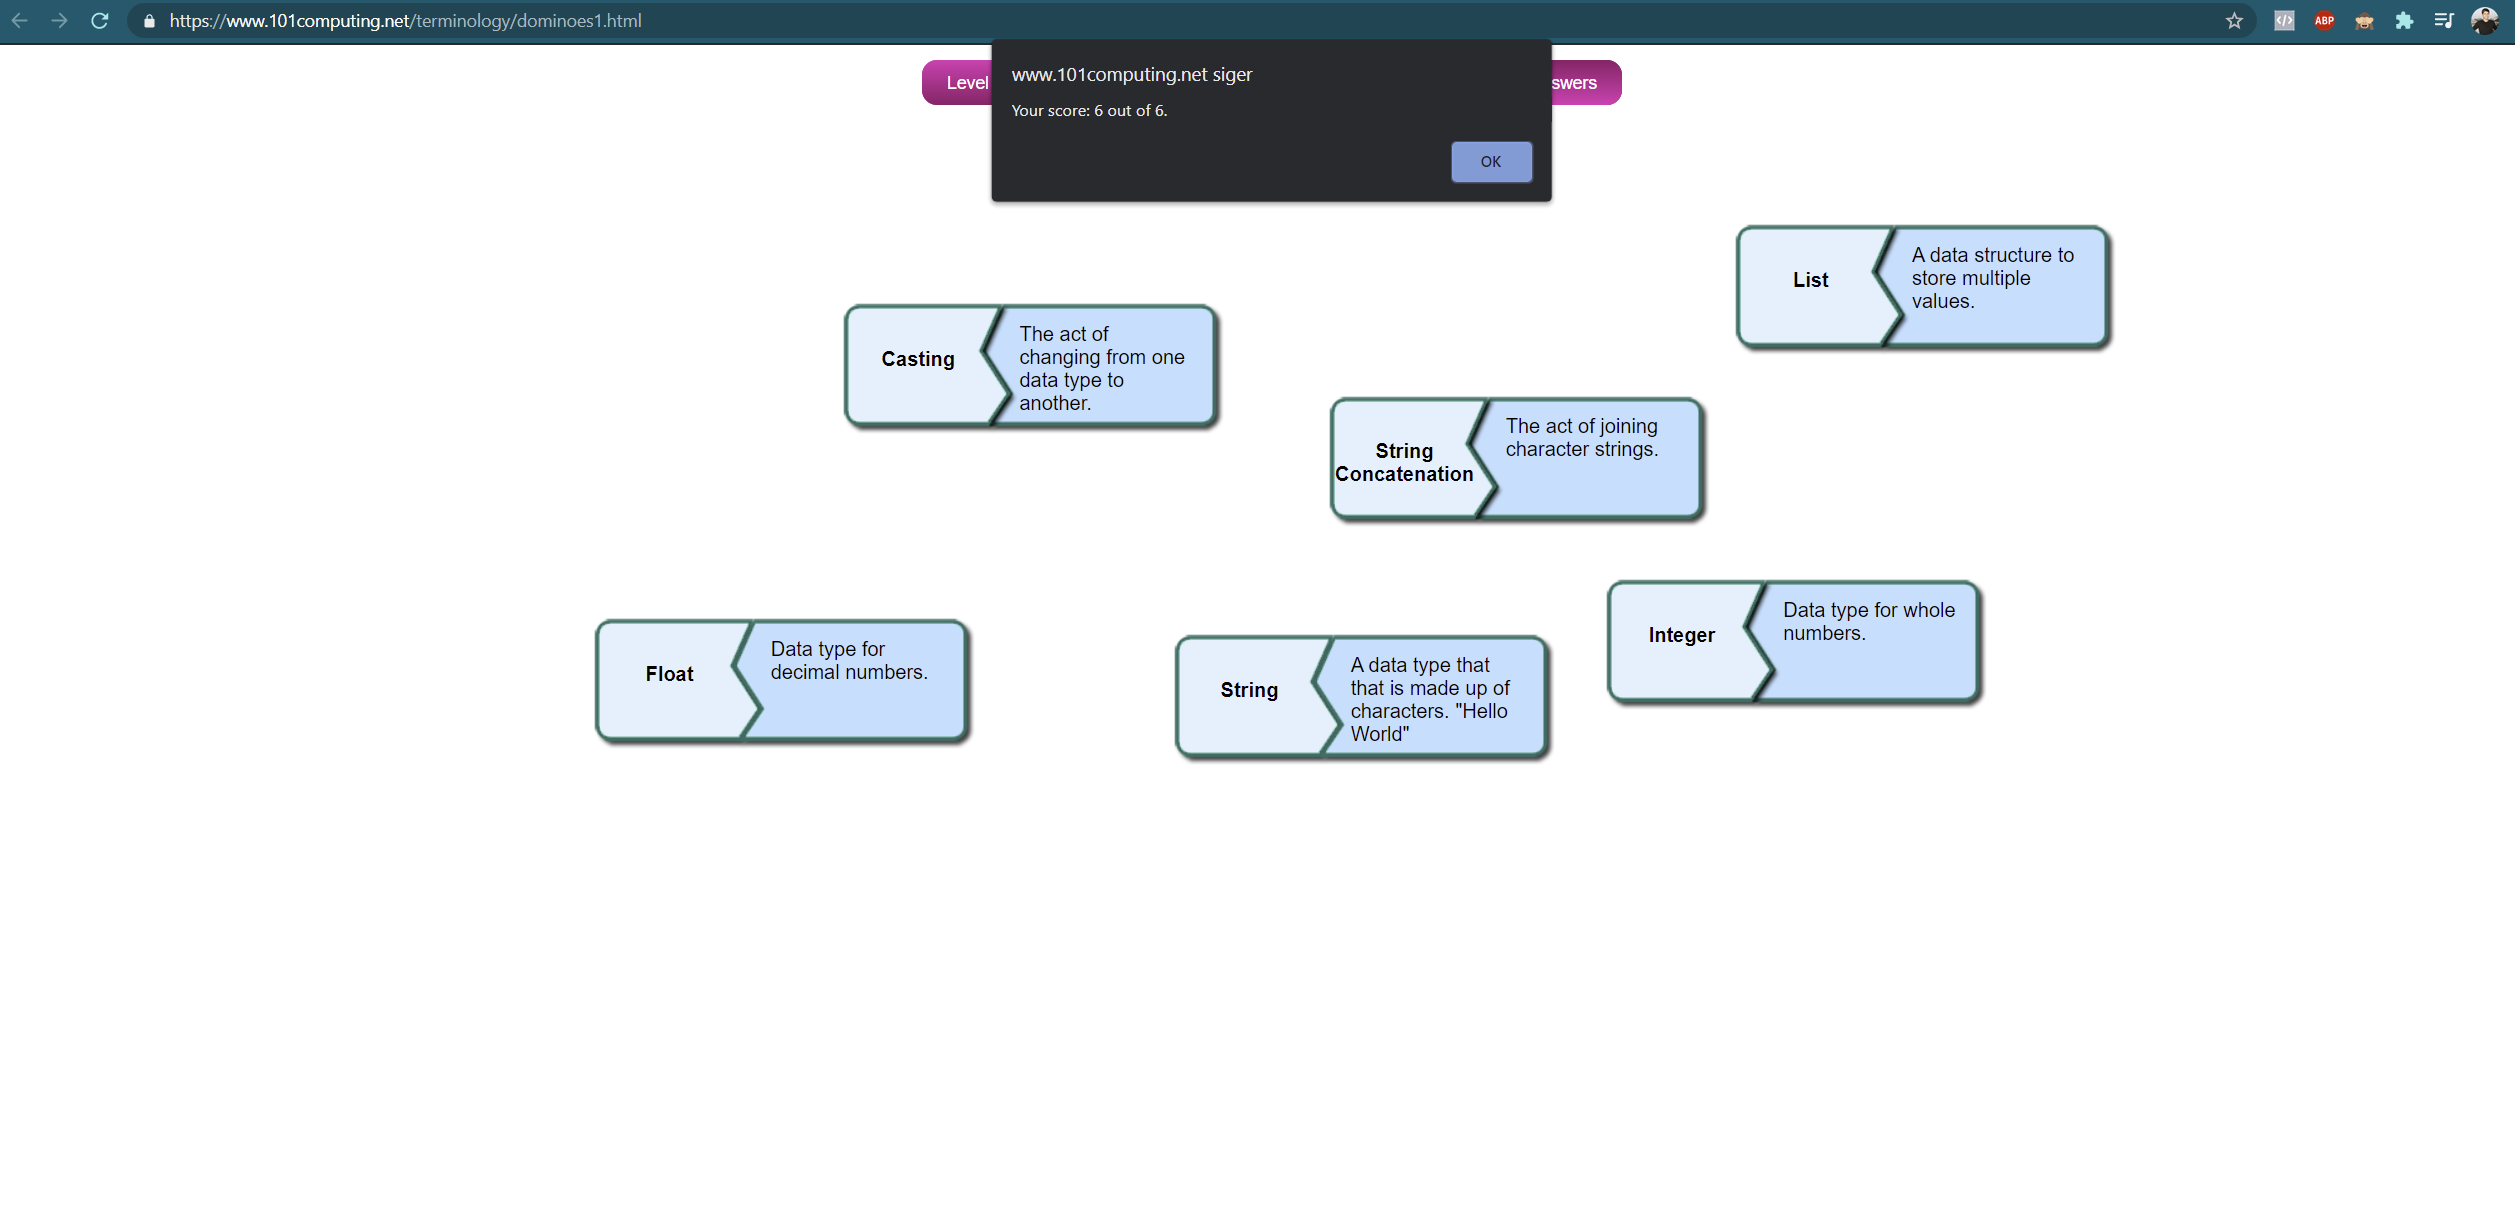 https://www.101computing.net/terminology/dominoes1.html
ABP
Level
swers
www.101computing.net siger
Your score: 6 out of 6.
OK
List
A data structure to
store multiple
values.
Casting
The act of
changing from one
data type to
another.
String
Concatenation
The act of joining
character strings.
Integer
Data type for whole
numbers.
Float
Data type for
decimal numbers.
String
A data type that
that is made up of
characters. "Hello
World"